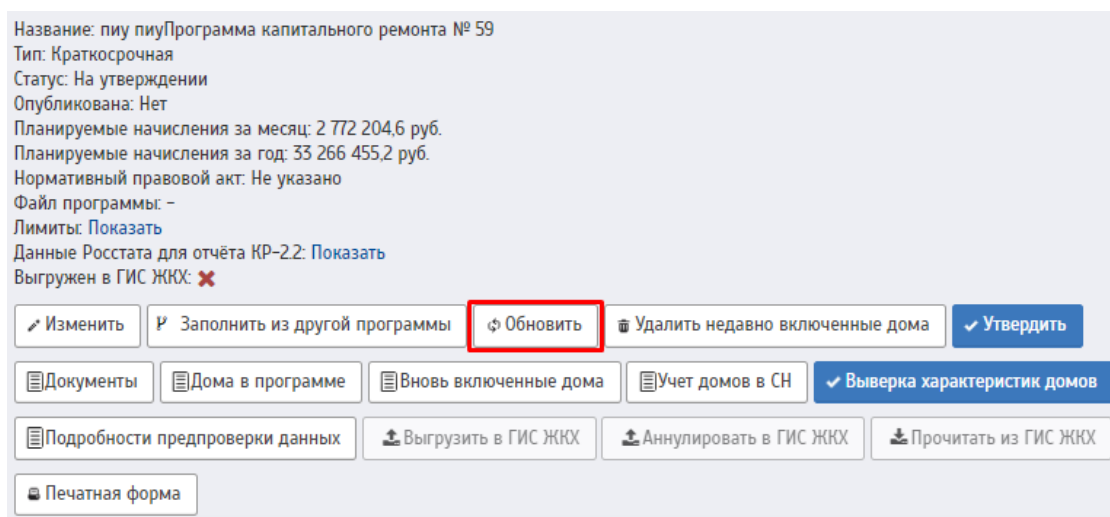 Название: пиу пиуПрограмма капитального ремонта № 59
Тип: Краткосрочная
Статус: На утверждении
Опубликована: Нет
Планируемые начисления за месяц: 2 772 204,6 руб.
Планируемые начисления за год: 33 266 455,2 руб.
Нормативный правовой акт: Не указано
Файл программы: –
Лимиты: Показать
Данные Росстата для отчёта КР-2.2: Показать
Выгружен в ГИС ЖКХ:
Изменить Заполнить из другой программы Обновить Удалить недавно включенные дома Утвердить
Документы Дома в программе Вновь включенные дома Учет домов в СН Выверка характеристик домов
Подробности предпроверки данных Выгрузить в ГИС ЖКХ Аннулировать в ГИС ЖКХ Прочитать из ГИС ЖКХ
Печатная форма